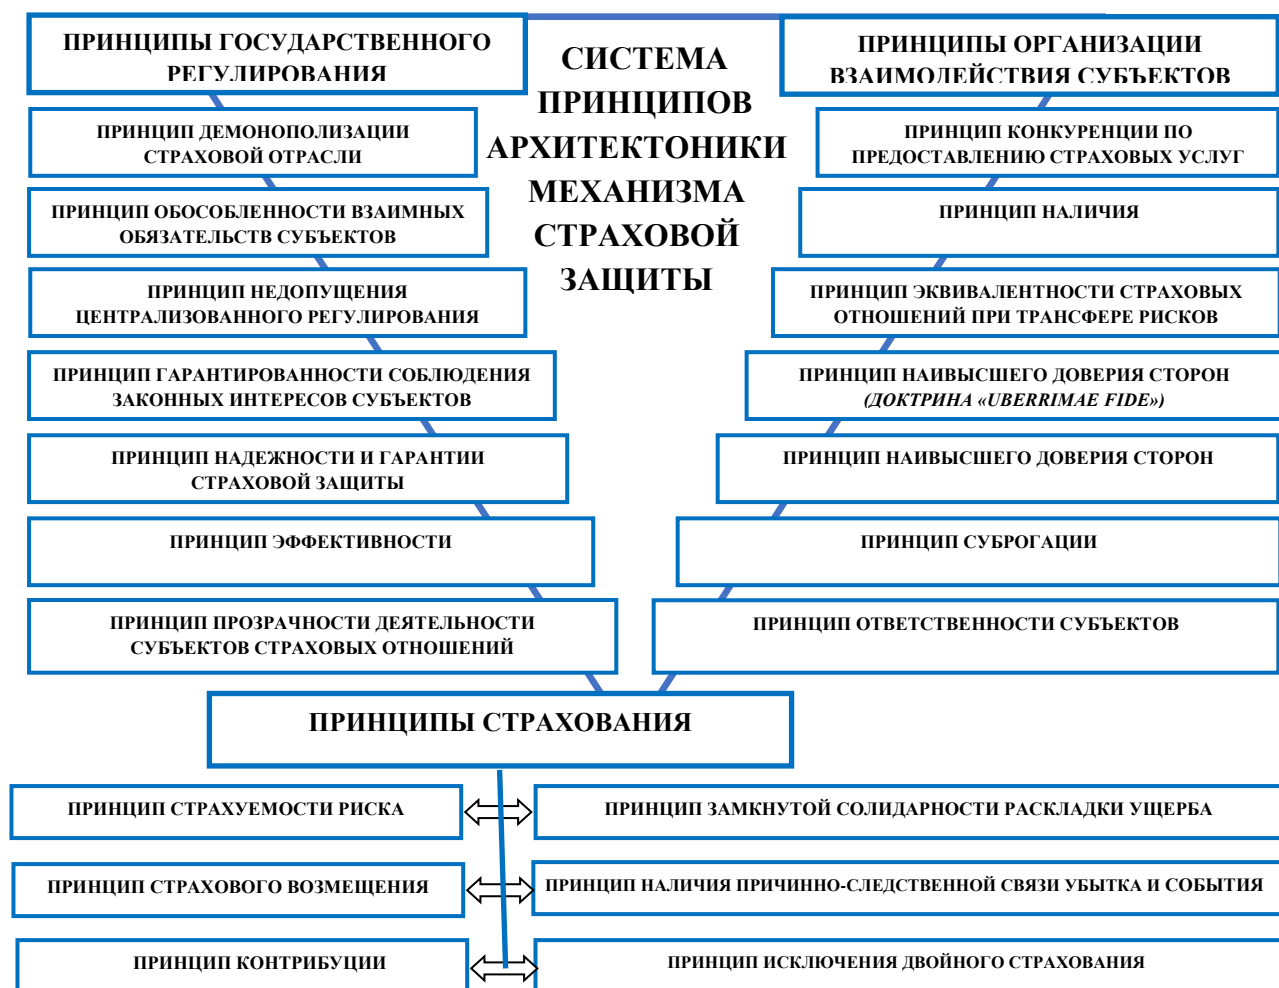 ПРИНЦИПЫ ГОСУДАРСТВЕННОГО
РЕГУЛИРОВАНИЯ
СИСТЕМА
ПРИНЦИПОВ
АРХИТЕКТОНИКИ
МЕХАНИЗМА
СТРАХОВОЙ
ЗАЩИТЫ
ПРИНЦИПЫ ОРГАНИЗАЦИИ
ВЗАИМОДЕЙСТВИЯ СУБЪЕКТОВ
ПРИНЦИП ДЕМОНОПОЛИЗАЦИИ
СТРАХОВОЙ ОТРАСЛИ
ПРИНЦИП ОБОСОБЛЕННОСТИ ВЗАИМНЫХ
ОБЯЗАТЕЛЬСТВ СУБЪЕКТОВ
ПРИНЦИП НЕДОПУЩЕНИЯ
ЦЕНТРАЛИЗОВАННОГО РЕГУЛИРОВАНИЯ
ПРИНЦИП ГАРАНТИРОВАННОСТИ СОБЛЮДЕНИЯ
ЗАКОННЫХ ИНТЕРЕСОВ СУБЪЕКТОВ
ПРИНЦИП НАДЕЖНОСТИ И ГАРАНТИИ
СТРАХОВОЙ ЗАЩИТЫ
ПРИНЦИП ЭФФЕКТИВНОСТИ
ПРИНЦИП ПРОЗРАЧНОСТИ ДЕЯТЕЛЬНОСТИ
СУБЪЕКТОВ СТРАХОВЫХ ОТНОШЕНИЙ
ПРИНЦИП КОНКУРЕНЦИИ ПО
ПРЕДОСТАВЛЕНИЮ СТРАХОВЫХ УСЛУГ
ПРИНЦИП НАЛИЧИЯ
ПРИНЦИП ЭКВИВАЛЕНТНОСТИ СТРАХОВЫХ
ОТНОШЕНИЙ ПРИ ТРАНСФЕРЕ РИСКОВ
ПРИНЦИП НАИВЫСШЕГО ДОВЕРИЯ СТОРОН
(ДОКТРИНА «UBERRIMAE FIDE»)
ПРИНЦИП НАИВЫСШЕГО ДОВЕРИЯ СТОРОН
ПРИНЦИП СУБРОГАЦИИ
ПРИНЦИП ОТВЕТСТВЕННОСТИ СУБЪЕКТОВ
ПРИНЦИПЫ СТРАХОВАНИЯ
ПРИНЦИП СТРАХУЕМОСТИ РИСКА
ПРИНЦИП ЗАМКНУТОЙ СОЛИДАРНОСТИ РАСКЛАДКИ УЩЕРБА
ПРИНЦИП СТРАХОВОГО ВОЗМЕЩЕНИЯ
ПРИНЦИП НАЛИЧИЯ ПРИЧИННО-СЛЕДСТВЕННОЙ СВЯЗИ УБЫТКА И СОБЫТИЯ
ПРИНЦИП КОНТРИБУЦИИ
ПРИНЦИП ИСКЛЮЧЕНИЯ ДВОЙНОГО СТРАХОВАНИЯ